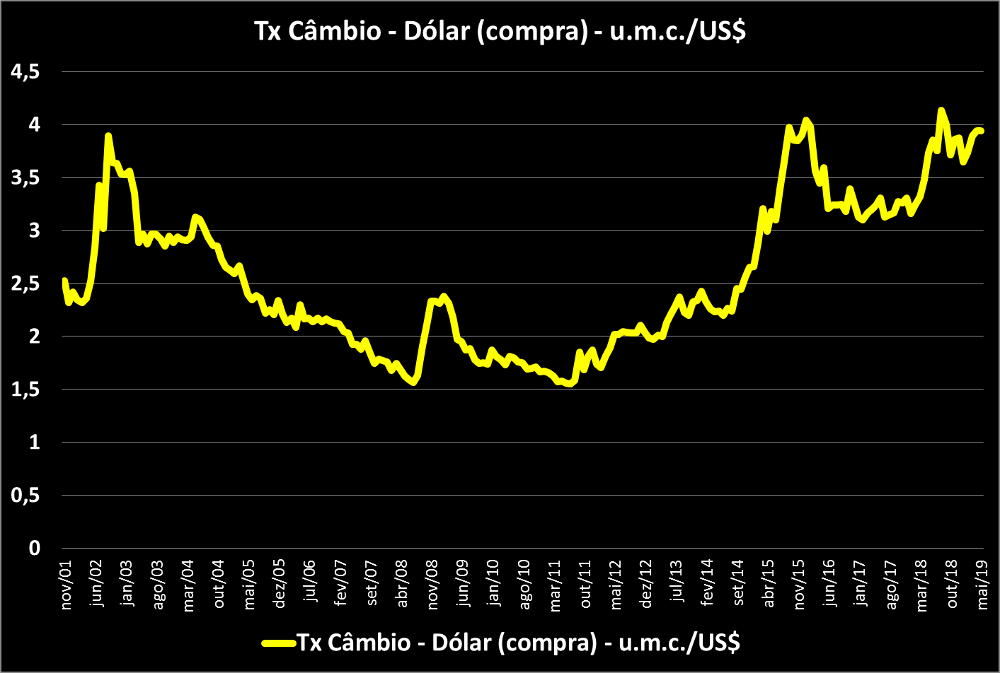 Tx Câmbio - Dólar (compra) - u.m.c./US$
4,5
4
3,5
3
2,5
2
1,5
1
0,5
0
nov/01
jun/02
jan/03
ago/03
mar/04
out/04
mai/05
dez/05
jul/06
fev/07
set/07
abr/08
nov/08
jun/09
jan/10
ago/10
mar/11
out/11
mai/12
dez/12
jul/13
fev/14
set/14
abr/15
nov/15
jun/16
jan/17
ago/17
mar/18
out/18
mai/19
Tx Câmbio - Dólar (compra) - u.m.c./US$